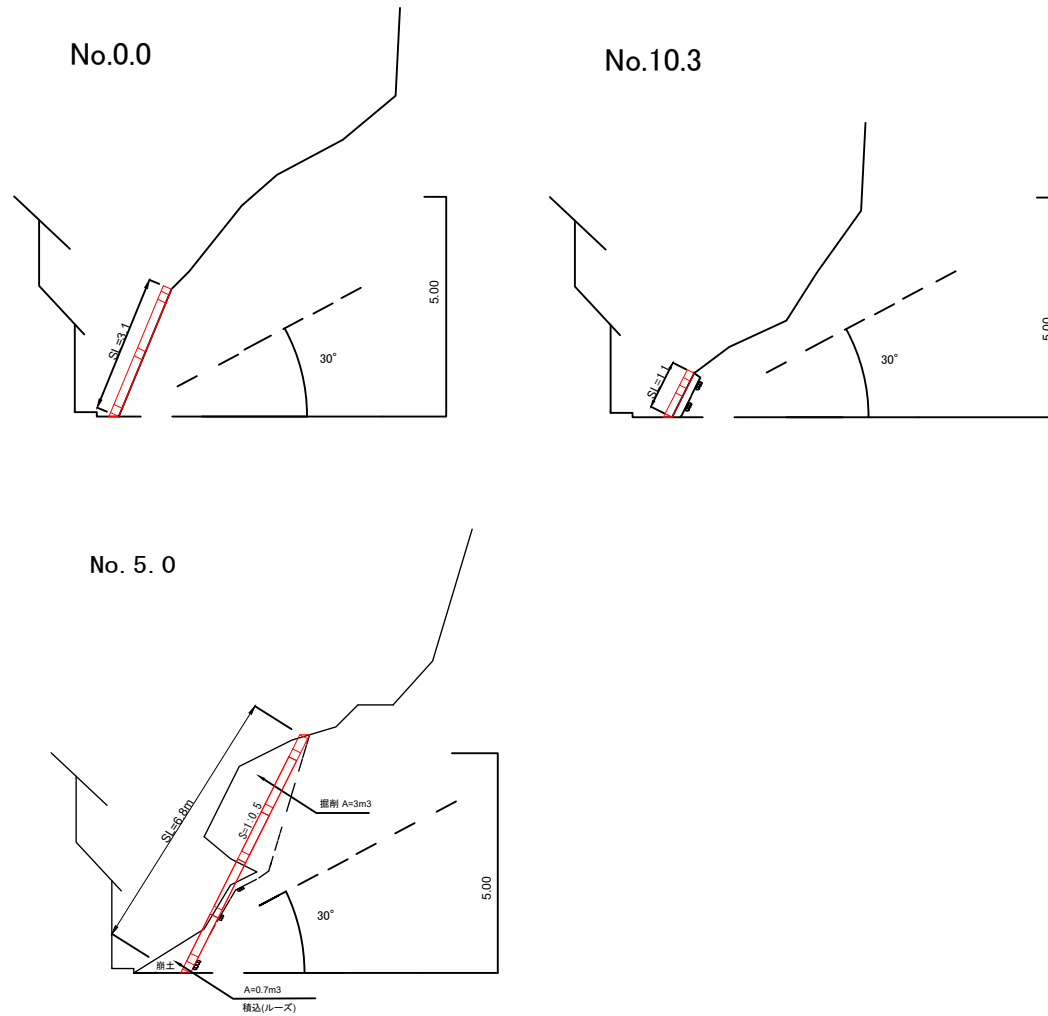 No.0.0
No.10.3
SL=3.1
5.00
30°
SL=1.1
5.00
30°
No.5.0
SL=6.8m
S=1:0.5
掘削 A=3m3
5.00
30°
崩土
A=0.7m3
積込(ルーズ)